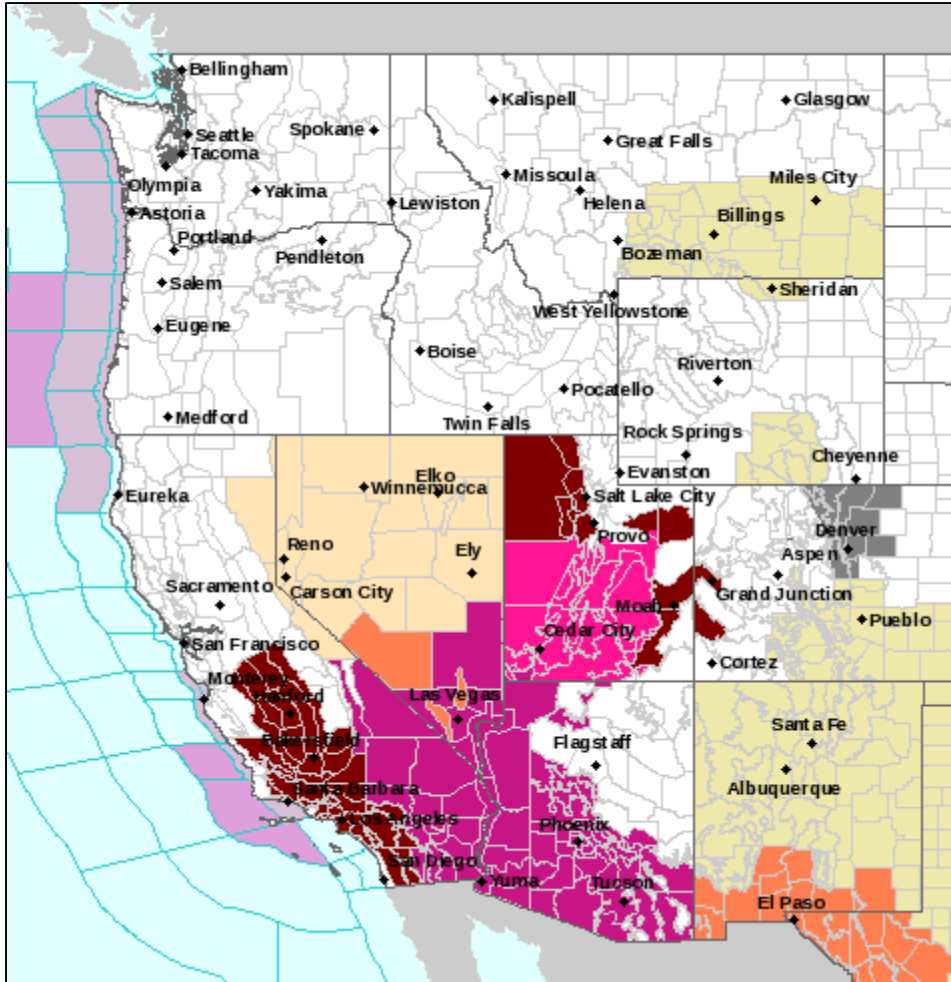 Bellingham
Kalispell
Glasgow
Seattle
Spokane
Great Falls
Tacoma
Olympia
Yakima
Missoula
Helena
Miles City
Astoria
Lewiston
Billings
Portland
Pendleton
Bozeman
Salem
Sheridan
West Yellowstone
Eugene
Boise
Riverton
Pocatello
Medford
Twin Falls
Rock Springs
Evanston
Cheyenne
Eureka
Winnemucca
Elko
Salt Lake City
Provo
Denver
Reno
Ely
Aspen
Carson City
Grand Junction
Sacramento
Moab
Pueblo
San Francisco
Cedar City
Cortez
Monterey
Hanford
Las Vegas
Bakersfield
Flagstaff
Santa Fe
Albuquerque
Santa Barbara
Los Angeles
Phoenix
San Diego
Yuma
Tucson
El Paso